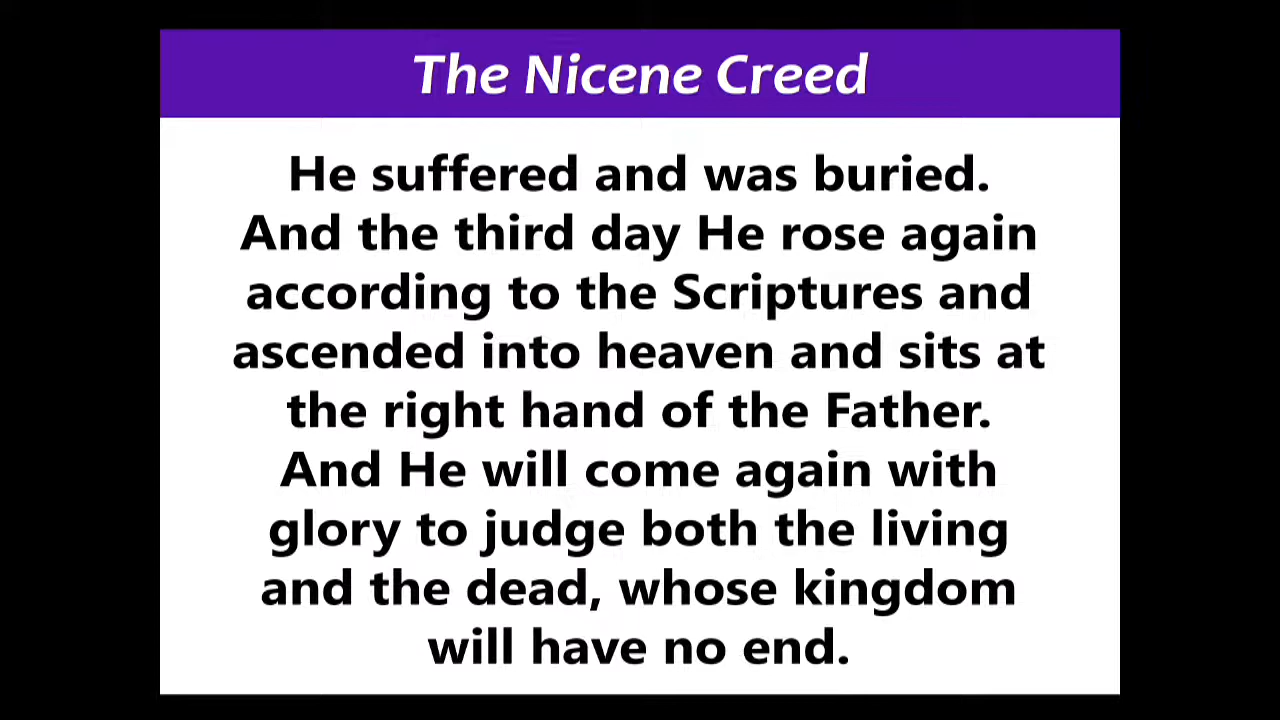 The Nicene Creed
He suffered and was buried.
And the third day He rose again
according to the Scriptures and
ascended into heaven and sits at
the right hand of the Father.
And He will come again with
glory to judge both the living
and the dead, whose kingdom
will have no end.